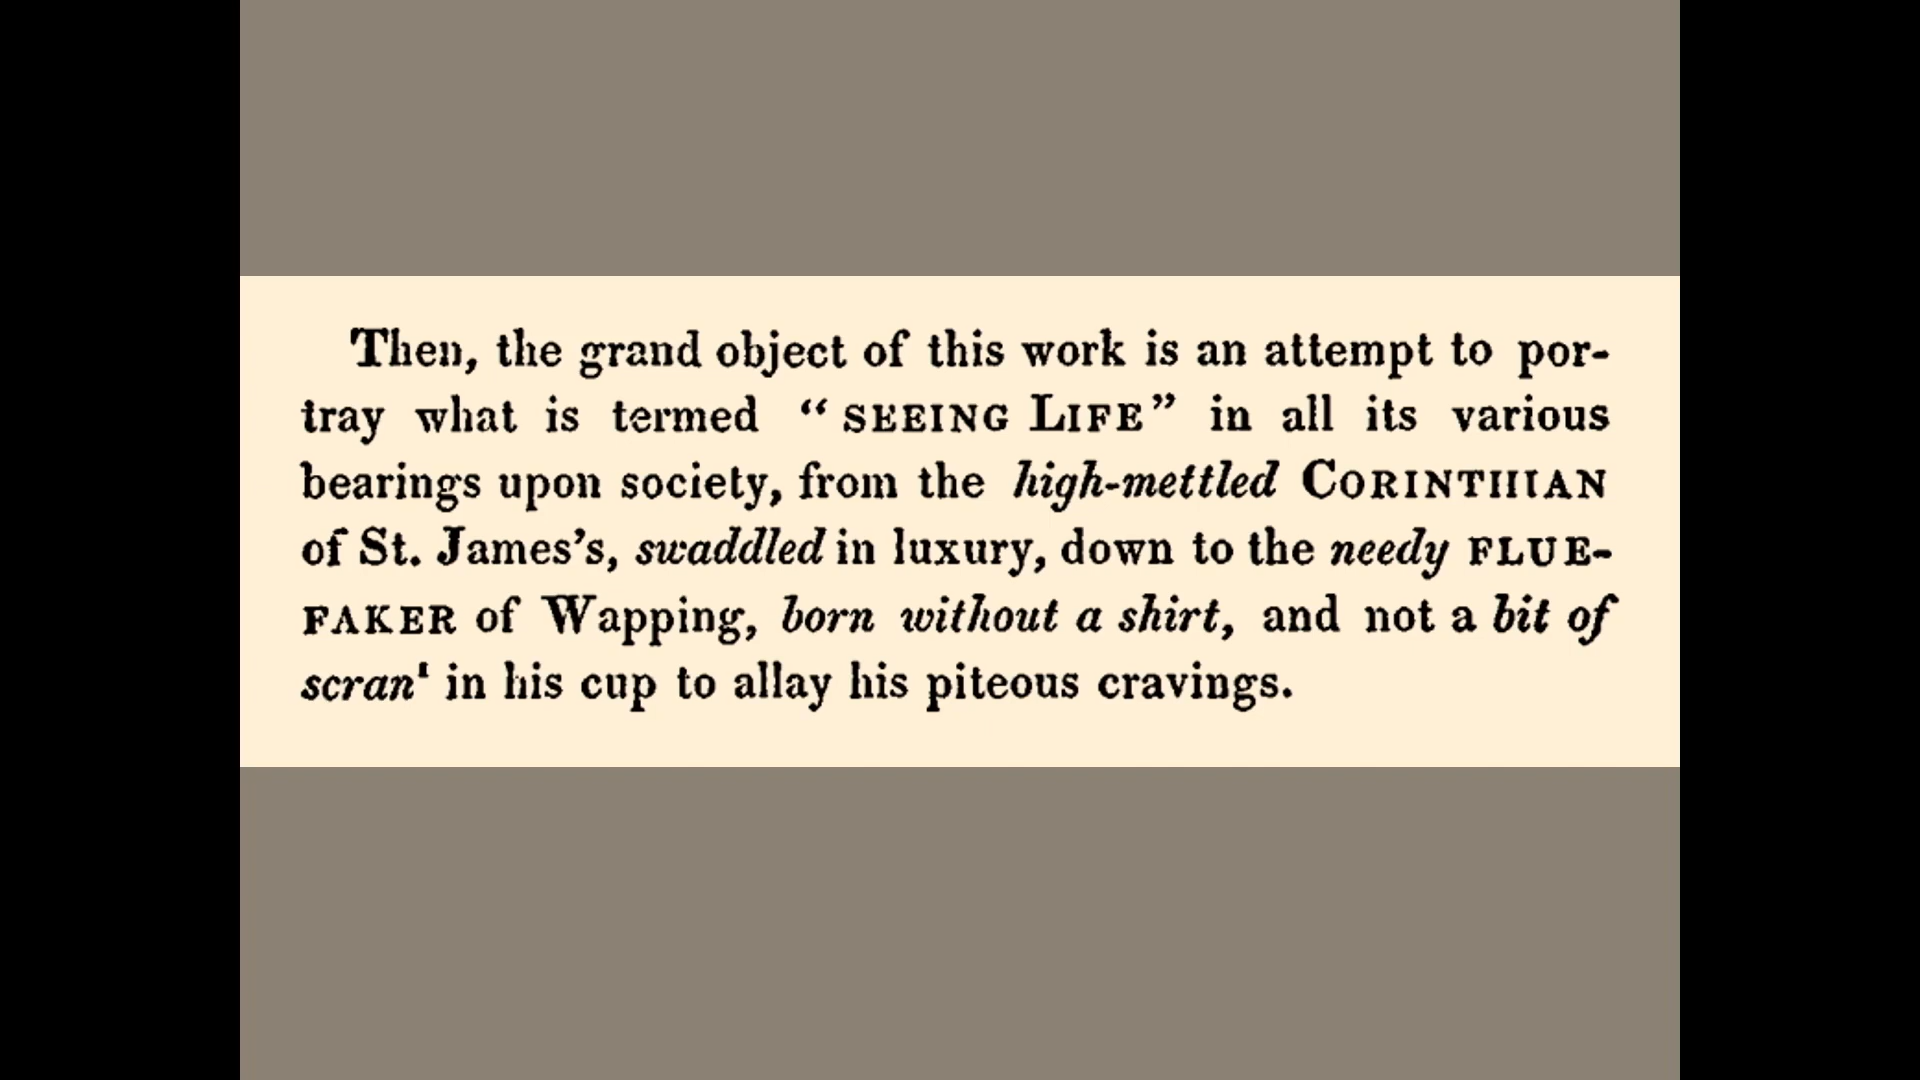 Then, the grand object of this work is an attempt to por-
tray what is termed “SEEING LIFE” in all its various
bearings upon society, from the high-mettled CORINTHIAN
of St. James’s, swaddled in luxury, down to the needy FLUE-
FAKER of Wapping, born without a shirt, and not a bit of
scran¹ in his cup to allay his piteous cravings.